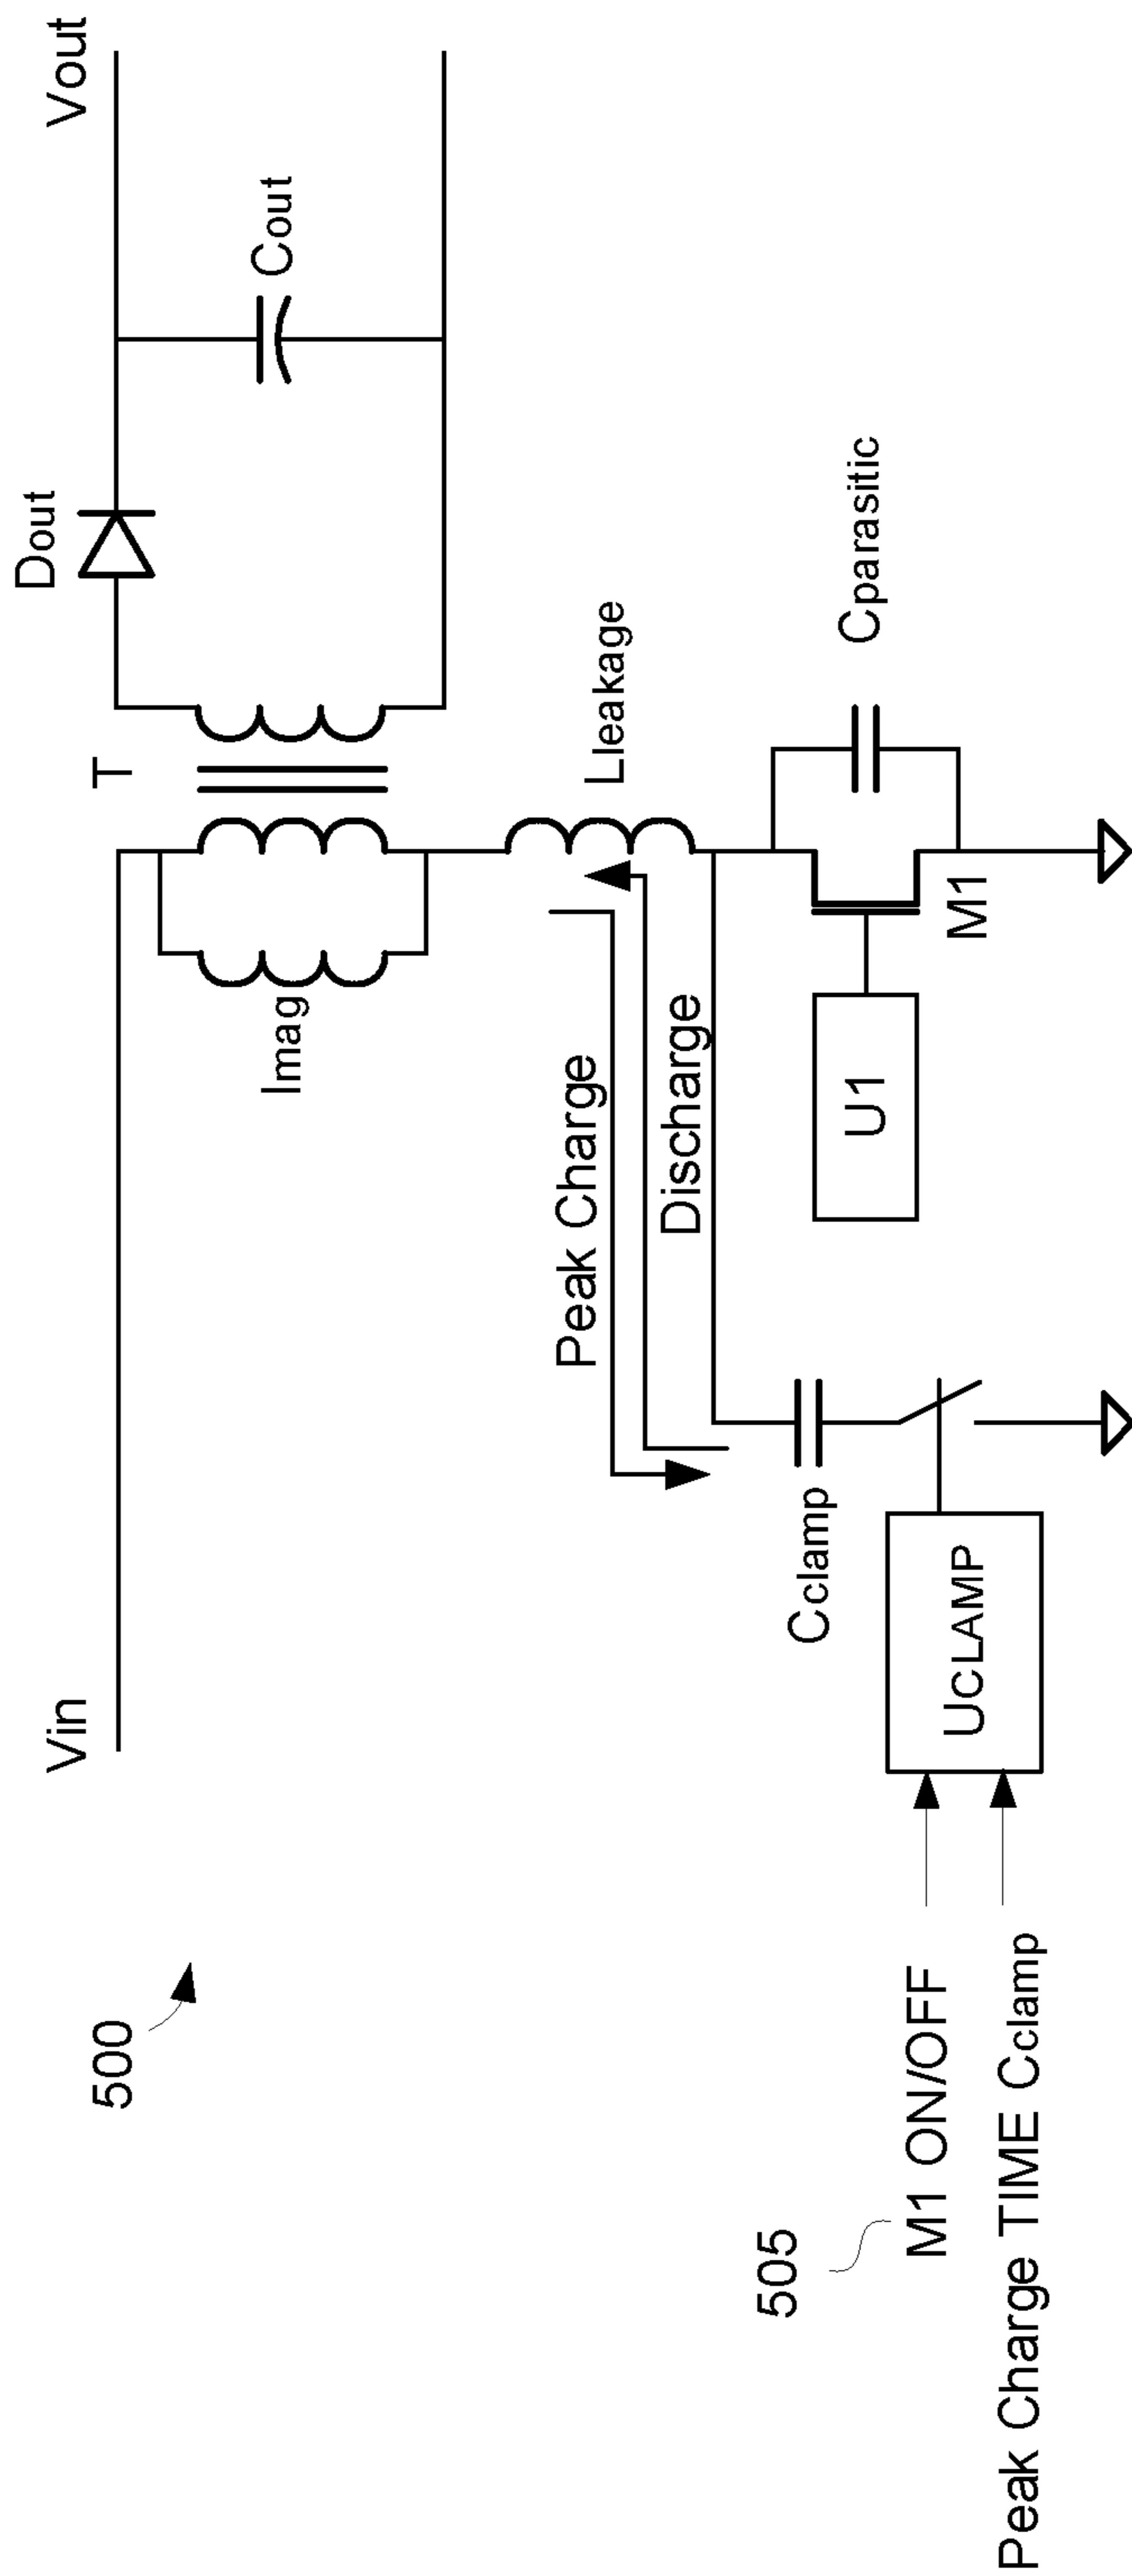 500
Vin
Vout
Dout
T
Cout
Imag
Lleakage
Peak Charge
Discharge
Cparasitic
Cclamp
U1
M1
UCLAMP
505
M1 ON/OFF
Peak Charge TIME Cclamp